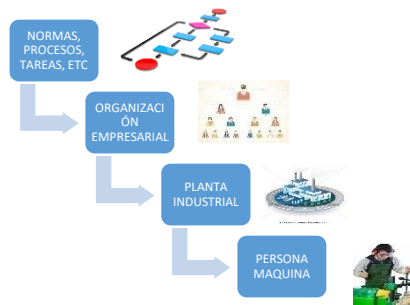 NORMAS,
PROCESOS,
TAREAS, ETC
ORGANIZACI
ÓN
EMPRESARIAL
PLANTA
INDUSTRIAL
PERSONA
MAQUINA